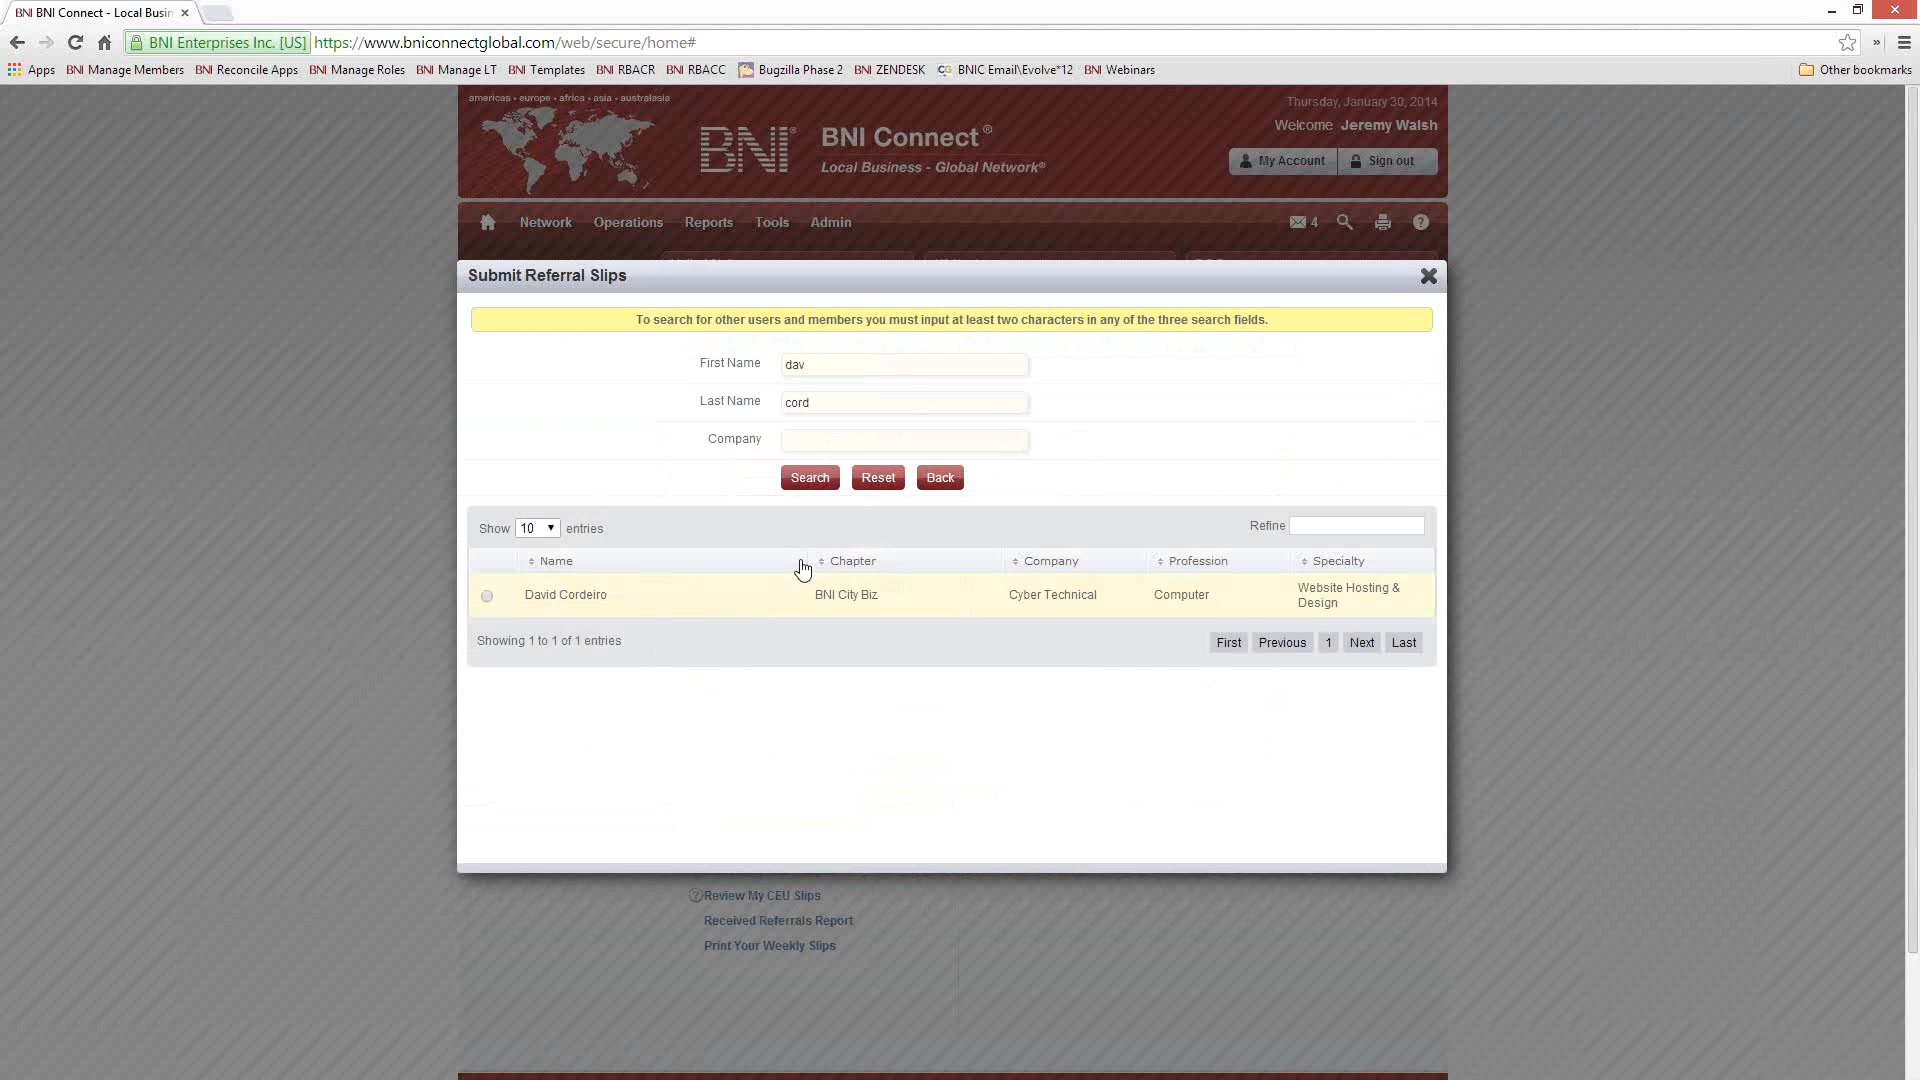 BNI BNI Connect - Local Busin
BNI Enterprises Inc. [US] https://www.bniconnectglobal.com/web/secure/home#
Apps BNI Manage Members BNI Reconcile Apps BNI Manage Roles BNI Manage LT BNI Templates BNI RBACR BNI RBACC Bugzilla Phase 2 BNI ZENDESK BNIC Email\Evolve*12 BNI Webinars Other bookmarks
americas • europe • africa • asia • australasia
Thursday, January 30, 2014
Welcome Jeremy Walsh
BNI® BNI Connect®
Local Business - Global Network®
My Account Sign out
Network Operations Reports Tools Admin 4
Submit Referral Slips
To search for other users and members you must input at least two characters in any of the three search fields.
First Name dav
Last Name cord
Company
Search Reset Back
Show 10 entries Refine
Name Chapter Company Profession Specialty
David Cordeiro BNI City Biz Cyber Technical Computer Website Hosting &
Design
Showing 1 to 1 of 1 entries First Previous 1 Next Last
Review My CEU Slips
Received Referrals Report
Print Your Weekly Slips